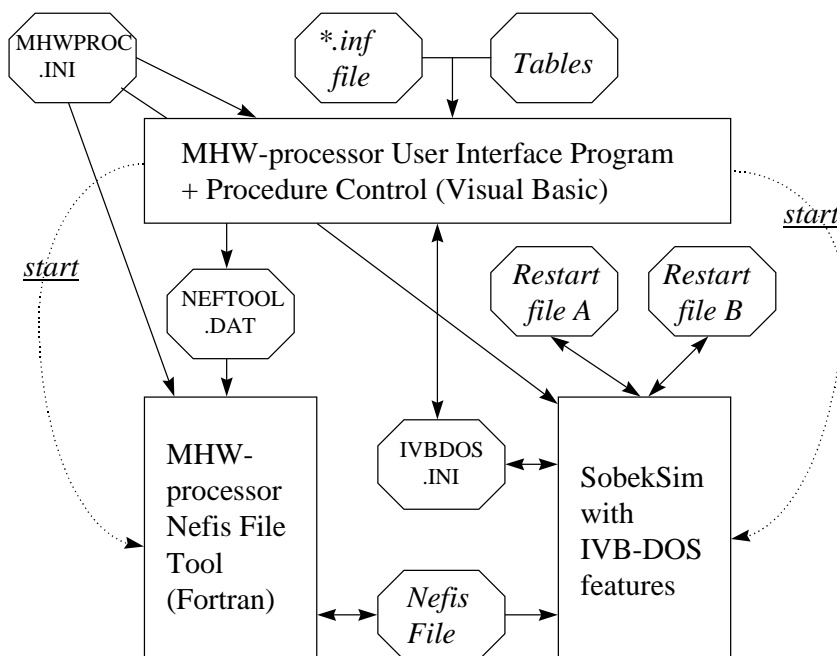 MHWPROC
.INI
*.inf
file
Tables
MHW-processor User Interface Program
+ Procedure Control (Visual Basic)
start
start
NEFTOOL
.DAT
Restart
file A
Restart
file B
MHW-
processor
Nefis File
Tool
(Fortran)
IVBDOS
.INI
SobekSim
with
IVB-DOS
features
Nefis
File